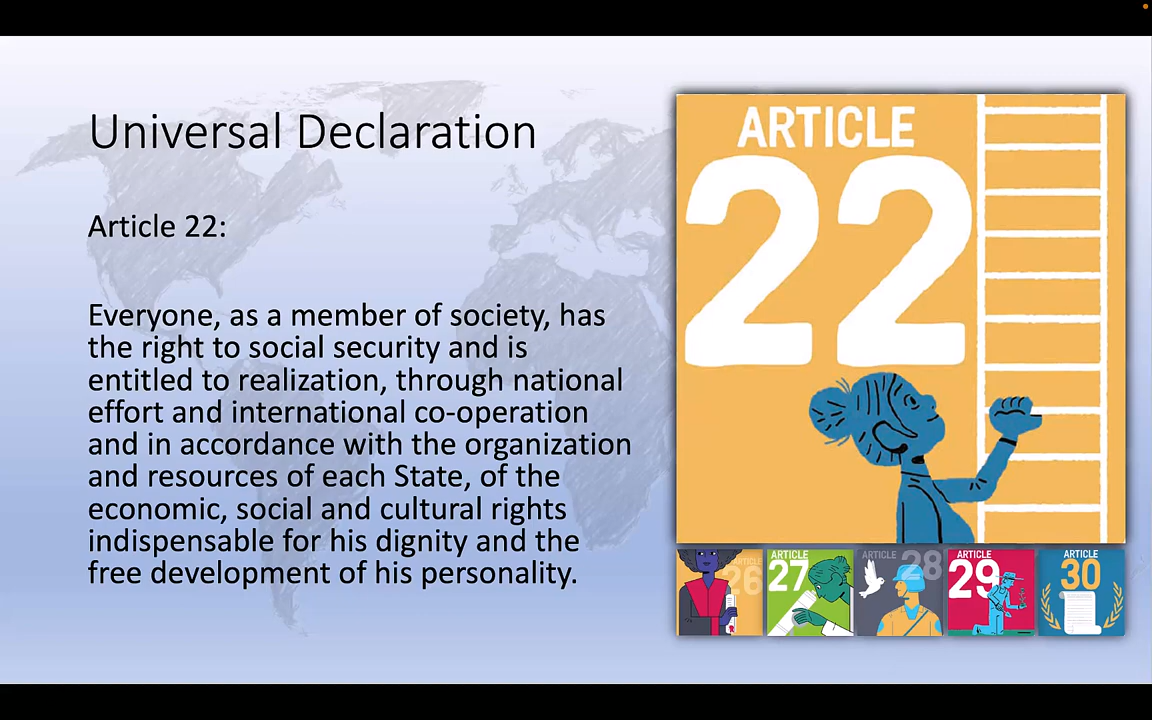 Universal Declaration
Article 22:
Everyone, as a member of society, has
the right to social security and is
entitled to realization, through national
effort and international co-operation
and in accordance with the organization
and resources of each State, of the
economic, social and cultural rights
indispensable for his dignity and the
free development of his personality.
ARTICLE
22
ARTICLE
26
ARTICLE
27
ARTICLE
28
ARTICLE
29
ARTICLE
30